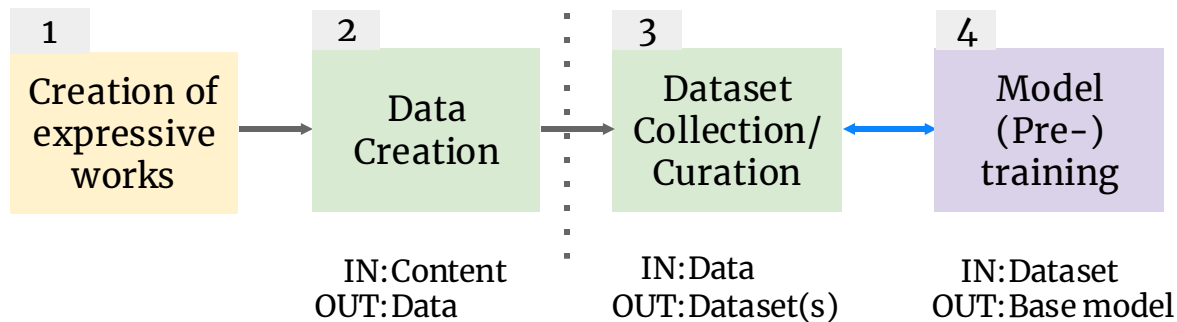 1
Creation of
expressive
works
2
Data
Creation
IN:Content
OUT:Data
3
Dataset
Collection/
Curation
IN:Data
OUT:Dataset(s)
4
Model
(Pre-)
training
IN:Dataset
OUT:Base model